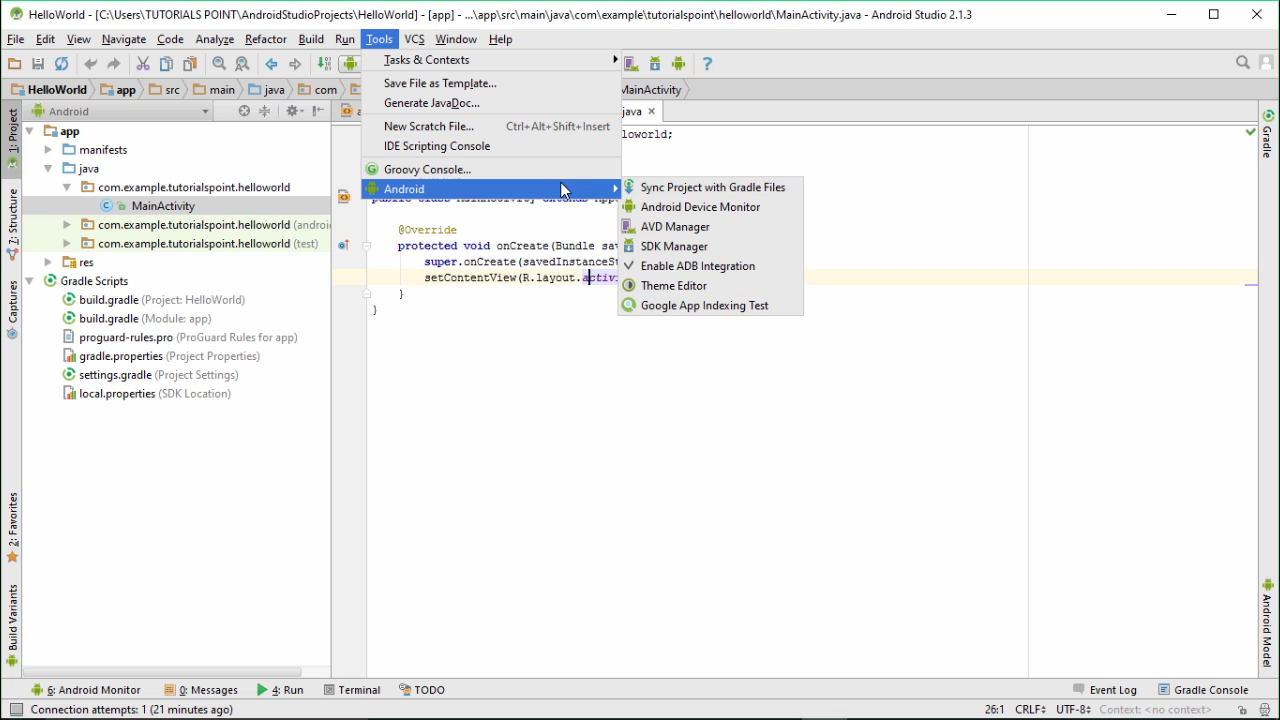 HelloWorld - [C:\Users\TUTORIALS POINT\AndroidStudioProjects\HelloWorld] - [app] - ...\app\src\main\java\com\example\tutorialspoint\helloworld\MainActivity.java - Android Studio 2.1.3
File Edit View Navigate Code Analyze Refactor Build Run Tools VCS Window Help
HelloWorld app src main java com MainActivity
Android
java
1: Project
7: Structure
Captures
2: Favorites
Build Variants
app
manifests
java
com.example.tutorialspoint.helloworld
MainActivity
com.example.tutorialspoint.helloworld (androi
com.example.tutorialspoint.helloworld (test)
res
Gradle Scripts
build.gradle (Project: HelloWorld)
build.gradle (Module: app)
proguard-rules.pro (ProGuard Rules for app)
gradle.properties (Project Properties)
settings.gradle (Project Settings)
local.properties (SDK Location)
Tasks & Contexts
Save File as Template...
Generate JavaDoc...
New Scratch File... Ctrl+Alt+Shift+Insert
IDE Scripting Console
Groovy Console...
Android
Sync Project with Gradle Files
Android Device Monitor
AVD Manager
SDK Manager
Enable ADB Integration
Theme Editor
Google App Indexing Test
loworld;
@Override
protected void onCreate(Bundle sa
super.onCreate(savedInstanceSt
setContentView(R.layout.activi
}
}
Gradle
Android Model
6: Android Monitor 0: Messages 4: Run Terminal TODO Event Log Gradle Console
Connection attempts: 1 (21 minutes ago) 26:1 CRLF UTF-8 Context: <no context>